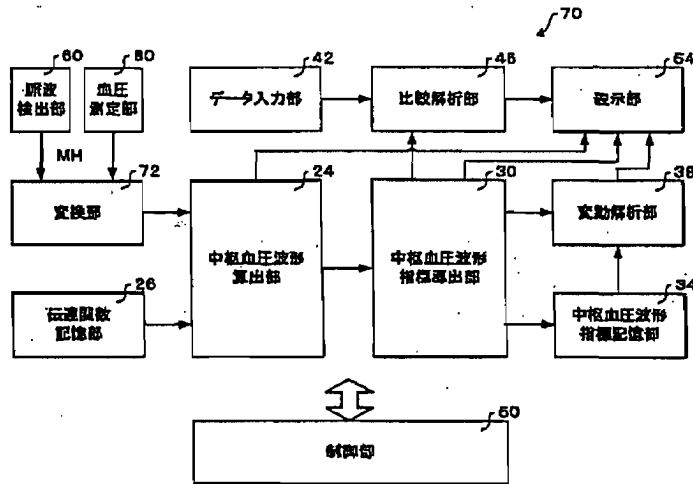 70
60
80
42
46
54
脈波
検出部
血圧
測定部
データ入力部
比較解析部
表示部
MH
72
24
30
38
変換部
中枢血圧波形
算出部
中枢血圧波形
指標導出部
変動解析部
26
34
伝達関数
記憶部
中枢血圧波形
指標記憶部
50
制御部